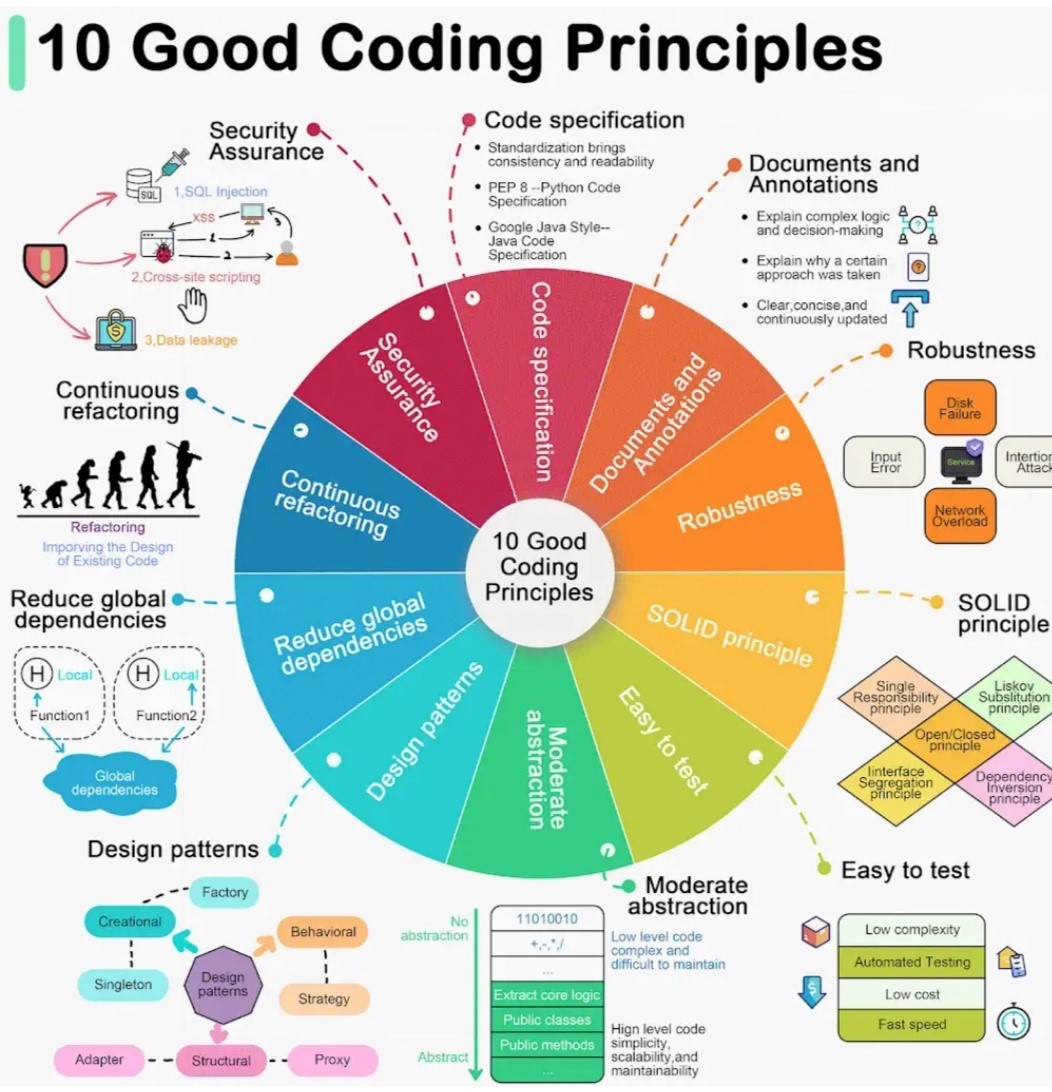 10 Good Coding Principles
Security
Assurance
SQL
1,SQL Injection
XSS
1
2
3
2,Cross-site scripting
3,Data leakage
Code specification
Standardization brings
consistency and readability
PEP 8 --Python Code
Specification
Google Java Style--
Java Code
Specification
Documents and
Annotations
Explain complex logic
and decision-making
Explain why a certain
approach was taken
Clear,concise,and
continuously updated
Robustness
Disk
Failure
Input
Error
Service
Intertion
Attack
Network
Overload
Continuous
refactoring
Refactoring
Imporving the Design
of Existing Code
Security
Assurance
Code specification
Documents and
Annotations
Robustness
SOLID principle
Easy to test
Moderate
abstraction
Design patterns
Reduce global
dependencies
Continuous
refactoring
10 Good
Coding
Principles
Reduce global
dependencies
H Local
H Local
Function1
Function2
Global
dependencies
SOLID
principle
Single
Responsibility
principle
Liskov
Substitution
principle
Open/Closed
principle
Iinterface
Segregation
principle
Dependency
Inversion
principle
Design patterns
Factory
Creational
Singleton
Behavioral
Strategy
Design
patterns
Adapter
Structural
Proxy
Moderate
abstraction
No
abstraction
Abstract
11010010
+,-,*,/
...
Extract core logic
Public classes
Public methods
...
Low level code
complex and
difficult to maintain
Hign level code
simplicity,
scalability,and
maintainability
Easy to test
Low complexity
Automated Testing
Low cost
Fast speed